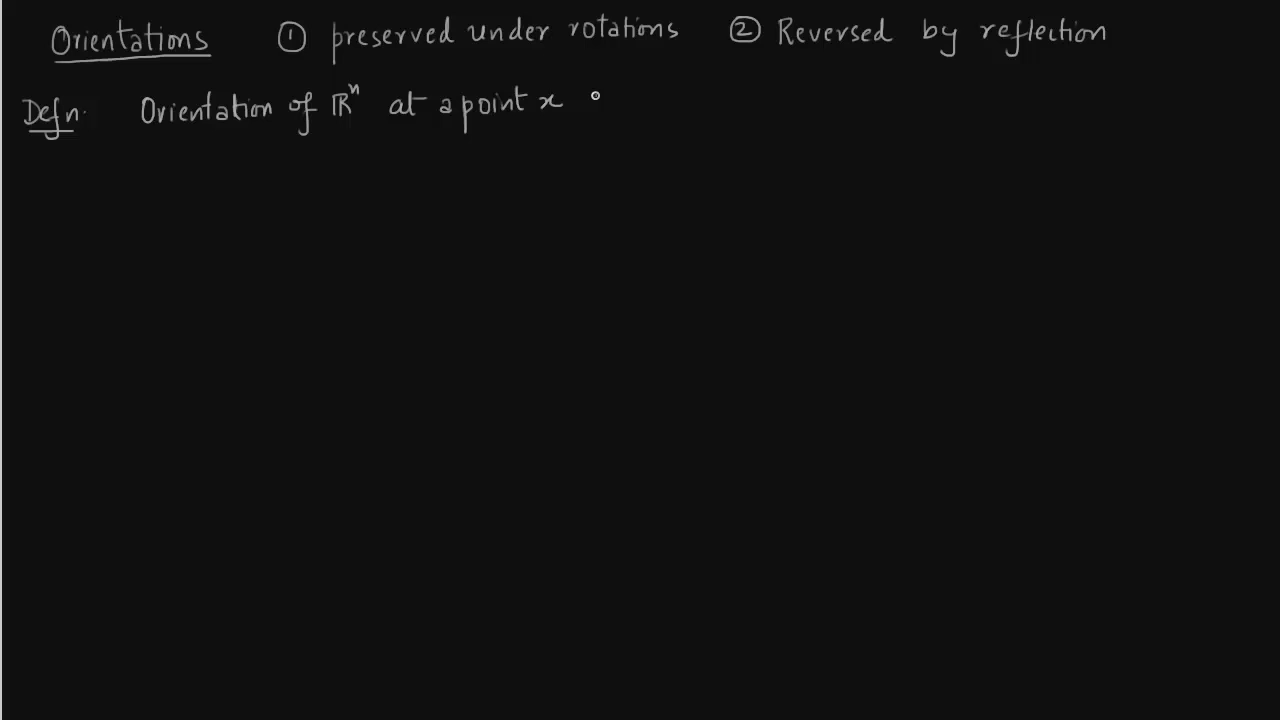 Orientations ① preserved under rotations ② Reversed by reflection
Defn. Orientation of ℝⁿ at a point x